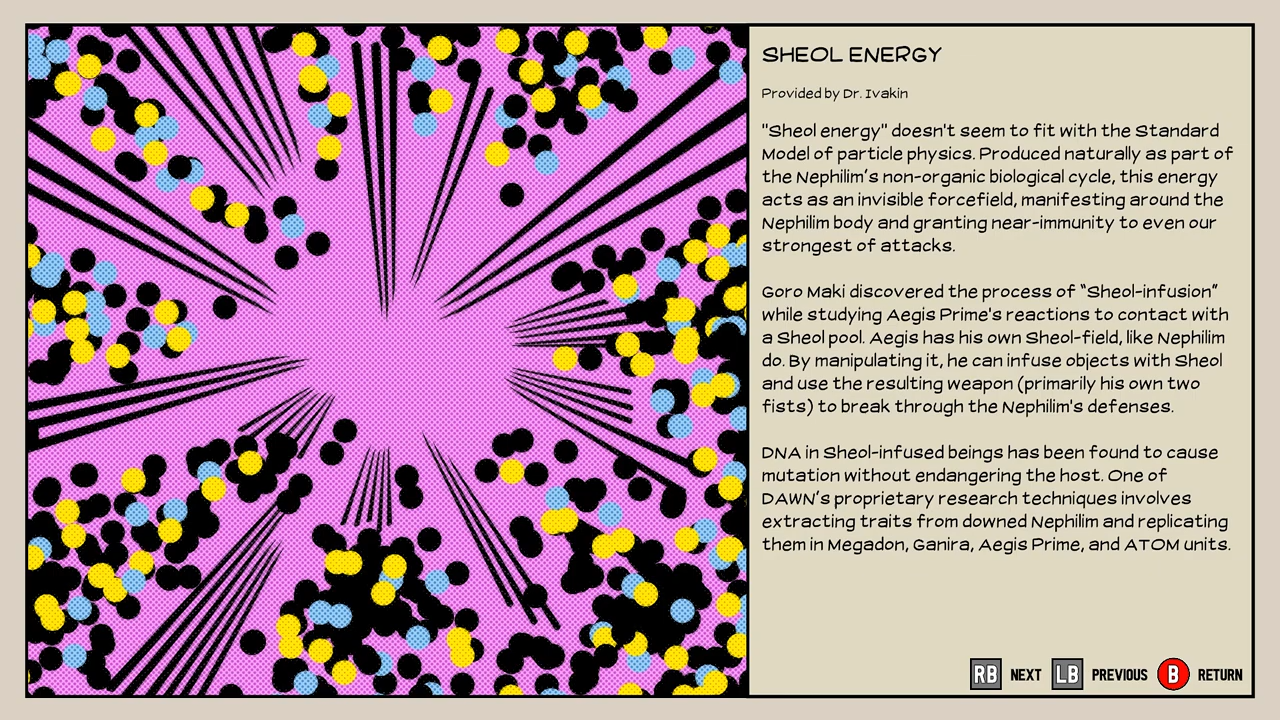 SHEOL ENERGY
Provided by Dr. Ivakin
"Sheol energy" doesn't seem to fit with the Standard
Model of particle physics. Produced naturally as part of
the Nephilim's non-organic biological cycle, this energy
acts as an invisible forcefield, manifesting around the
Nephilim body and granting near-immunity to even our
strongest of attacks.
Goro Maki discovered the process of “Sheol-infusion”
while studying Aegis Prime's reactions to contact with
a Sheol pool. Aegis has his own Sheol-field, like Nephilim
do. By manipulating it, he can infuse objects with Sheol
and use the resulting weapon (primarily his own two
fists) to break through the Nephilim's defenses.
DNA in Sheol-infused beings has been found to cause
mutation without endangering the host. One of
DAWN's proprietary research techniques involves
extracting traits from downed Nephilim and replicating
them in Megadon, Ganira, Aegis Prime, and ATOM units.
RB NEXT LB PREVIOUS B RETURN